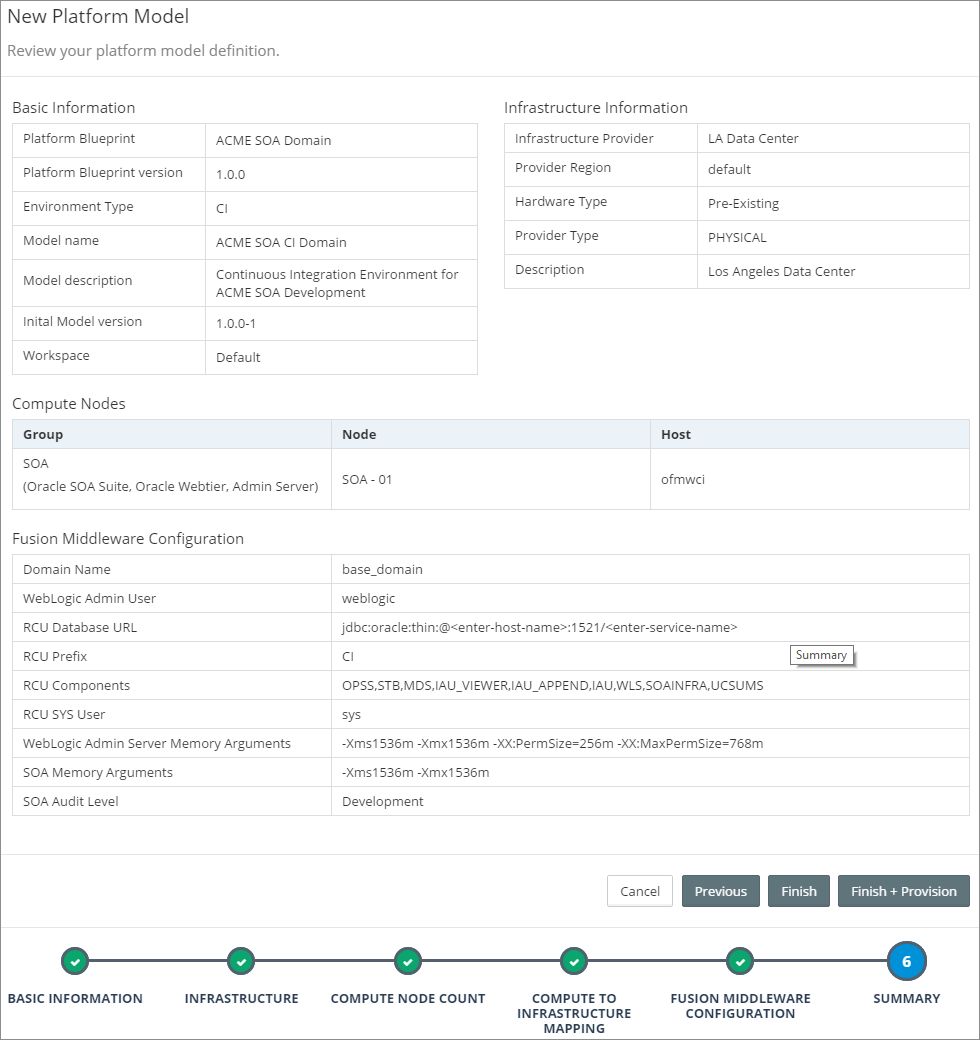 New Platform Model
Review your platform model definition.
Basic Information
Platform Blueprint ACME SOA Domain
Platform Blueprint version 1.0.0
Environment Type CI
Model name ACME SOA CI Domain
Model description Continuous Integration Environment for
ACME SOA Development
Inital Model version 1.0.0-1
Workspace Default
Infrastructure Information
Infrastructure Provider LA Data Center
Provider Region default
Hardware Type Pre-Existing
Provider Type PHYSICAL
Description Los Angeles Data Center
Compute Nodes
Group Node Host
SOA
(Oracle SOA Suite, Oracle Webtier, Admin Server) SOA - 01 ofmwci
Fusion Middleware Configuration
Domain Name base_domain
WebLogic Admin User weblogic
RCU Database URL jdbc:oracle:thin:@<enter-host-name>:1521/<enter-service-name>
RCU Prefix CI
Summary
RCU Components OPSS,STB,MDS,IAU_VIEWER,IAU_APPEND,IAU,WLS,SOAINFRA,UCSUMS
RCU SYS User sys
WebLogic Admin Server Memory Arguments -Xms1536m -Xmx1536m -XX:PermSize=256m -XX:MaxPermSize=768m
SOA Memory Arguments -Xms1536m -Xmx1536m
SOA Audit Level Development
Cancel Previous Finish Finish + Provision
6
BASIC INFORMATION
INFRASTRUCTURE
COMPUTE NODE COUNT
COMPUTE TO
INFRASTRUCTURE
MAPPING
FUSION MIDDLEWARE
CONFIGURATION
SUMMARY